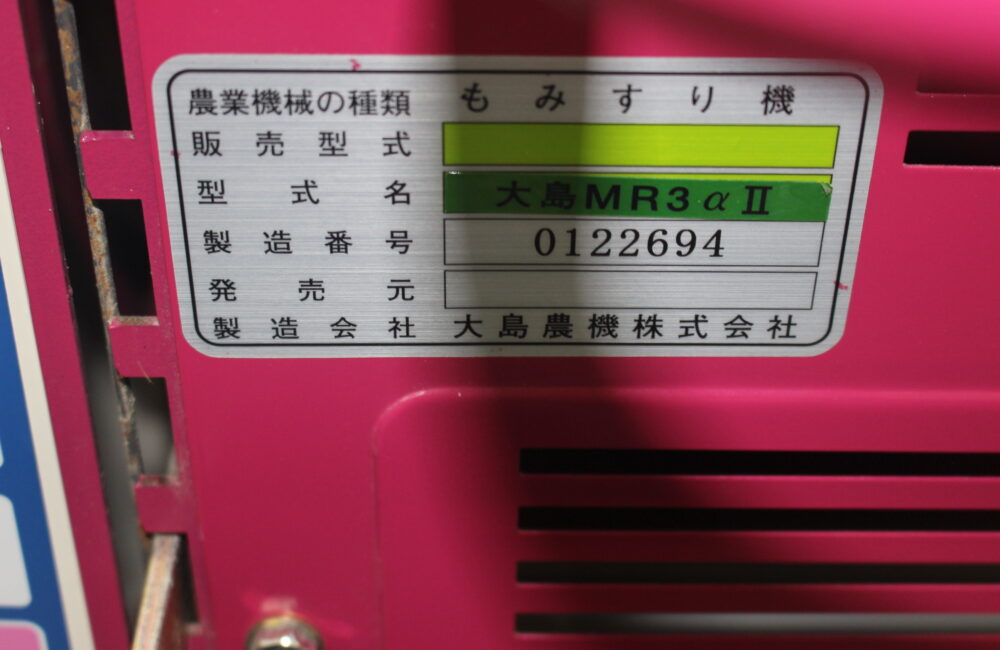 農業機械の種類 もみすり機
販売型式
型式名 大島MR3αⅡ
製造番号 0122694
発売元
製造会社 大島農機株式会社